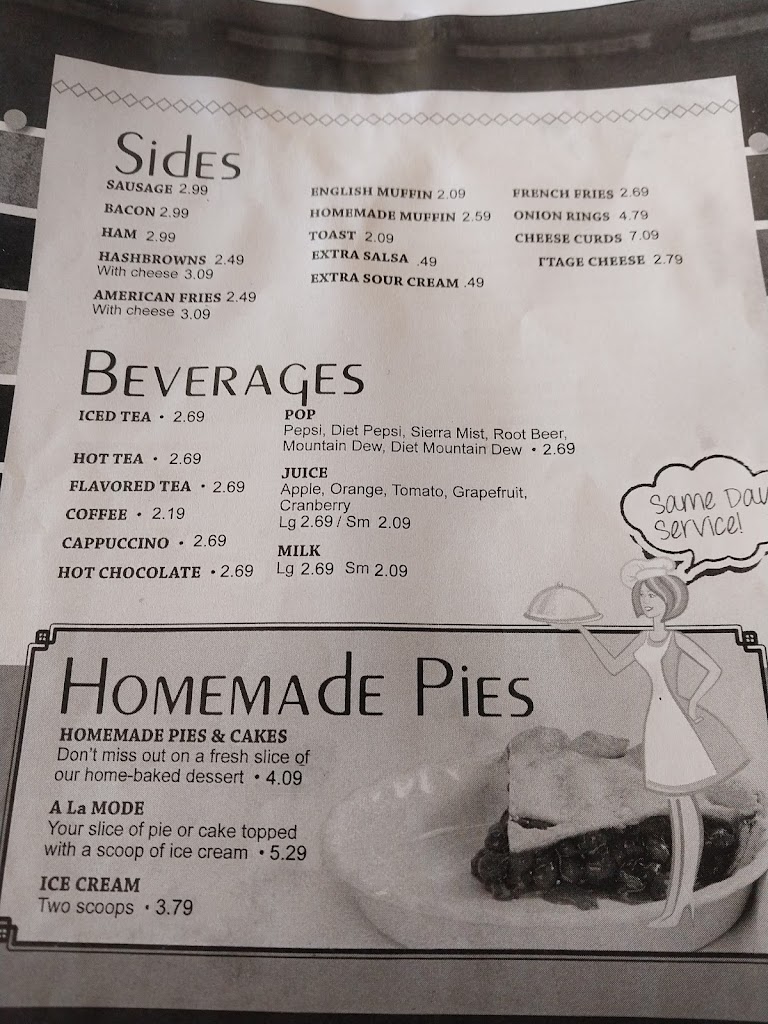 Sides
SAUSAGE 2.99
BACON 2.99
HAM 2.99
HASHBROWNS 2.49
With cheese 3.09
AMERICAN FRIES 2.49
With cheese 3.09
ENGLISH MUFFIN 2.09
HOMEMADE MUFFIN 2.59
TOAST 2.09
EXTRA SALSA .49
EXTRA SOUR CREAM .49
FRENCH FRIES 2.69
ONION RINGS 4.79
CHEESE CURDS 7.09
TTAGE CHEESE 2.79
BEVERAGES
ICED TEA • 2.69
HOT TEA • 2.69
FLAVORED TEA • 2.69
COFFEE • 2.19
CAPPUCCINO • 2.69
HOT CHOCOLATE • 2.69
POP
Pepsi, Diet Pepsi, Sierra Mist, Root Beer,
Mountain Dew, Diet Mountain Dew • 2.69
JUICE
Apple, Orange, Tomato, Grapefruit,
Cranberry
Lg 2.69 / Sm 2.09
MILK
Lg 2.69 Sm 2.09
Same Day
Service!
HOMEMADE PIES
HOMEMADE PIES & CAKES
Don't miss out on a fresh slice of
our home-baked dessert • 4.09
A La MODE
Your slice of pie or cake topped
with a scoop of ice cream • 5.29
ICE CREAM
Two scoops • 3.79